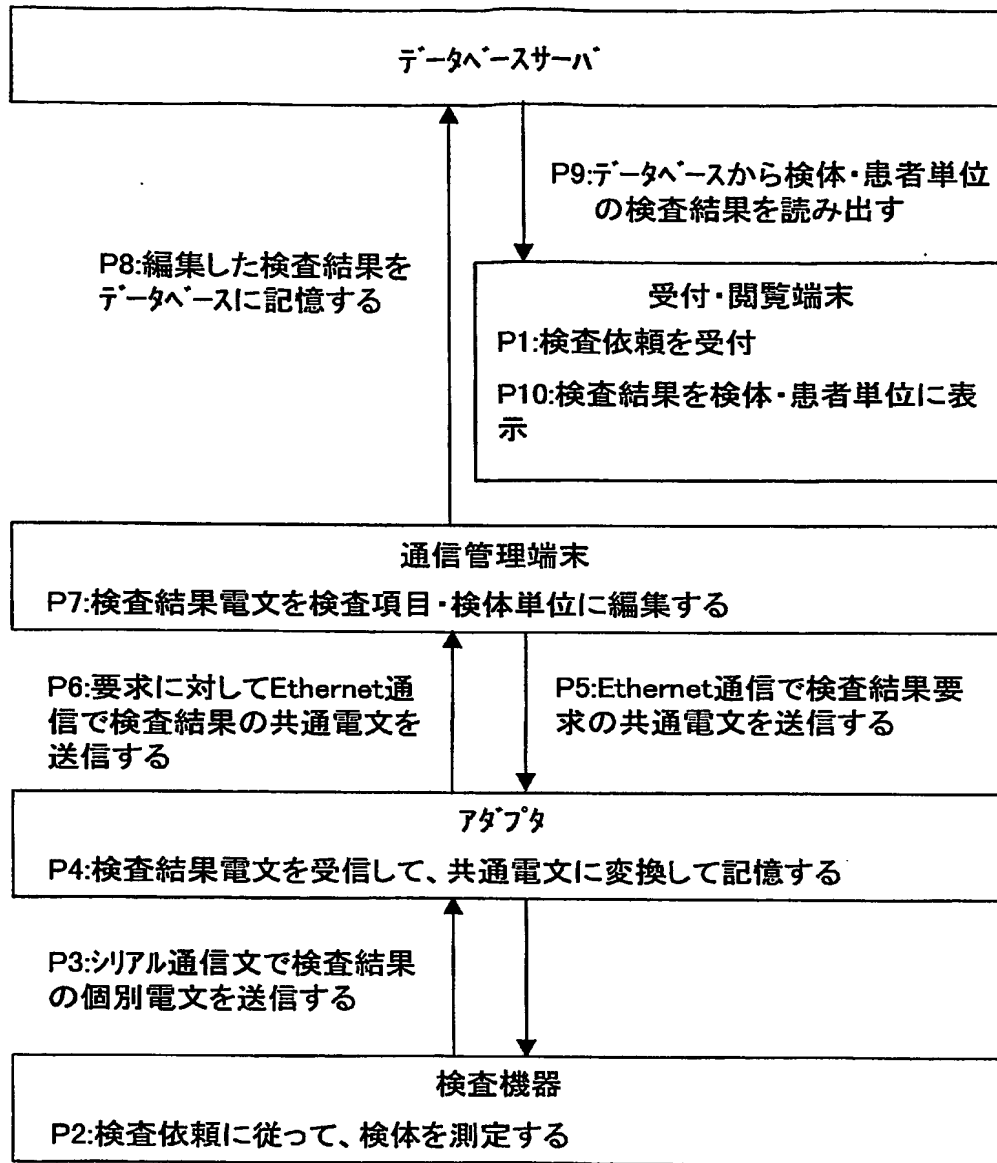 ﾃﾞｰﾀﾍﾞｰｽサーバ
P9:ﾃﾞｰﾀﾍﾞｰｽから検体・患者単位
の検査結果を読み出す
P8:編集した検査結果を
ﾃﾞｰﾀﾍﾞｰｽに記憶する
受付・閲覧端末
P1:検査依頼を受付
P10:検査結果を検体・患者単位に表
示
通信管理端末
P7:検査結果電文を検査項目・検体単位に編集する
P6:要求に対してEthernet通
信で検査結果の共通電文を
送信する
P5:Ethernet通信で検査結果要
求の共通電文を送信する
ｱﾀﾞﾌﾟﾀ
P4:検査結果電文を受信して、共通電文に変換して記憶する
P3:ｼﾘｱﾙ通信文で検査結果
の個別電文を送信する
検査機器
P2:検査依頼に従って、検体を測定する